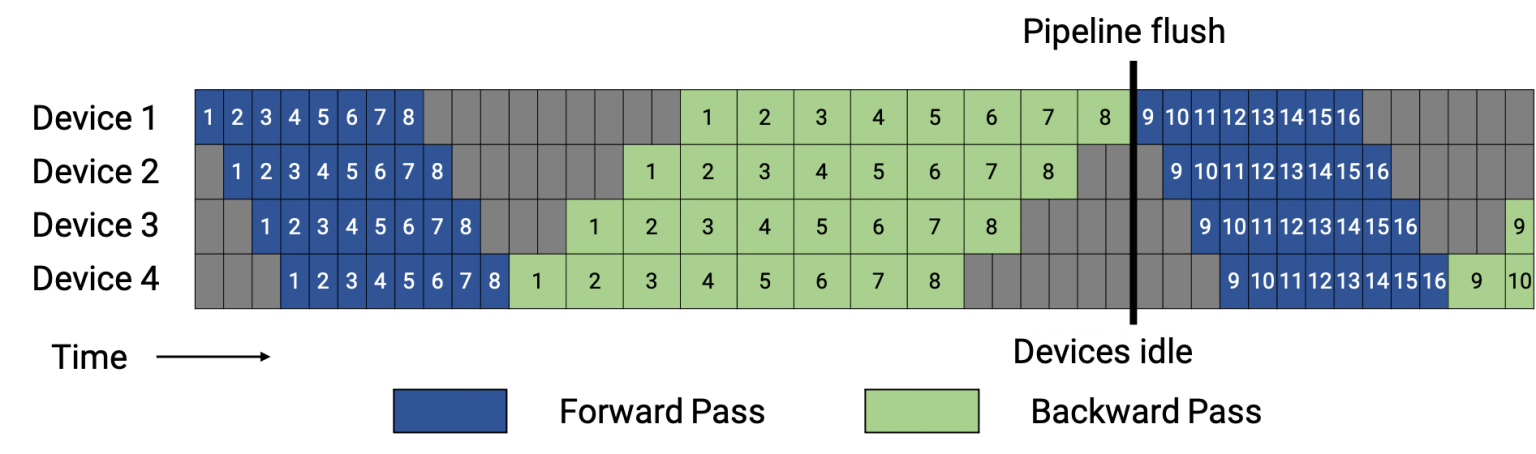 Pipeline flush
Device 1 1 2 3 4 5 6 7 8 1 2 3 4 5 6 7 8 9 10 11 12 13 14 15 16
Device 2 1 2 3 4 5 6 7 8 1 2 3 4 5 6 7 8 9 10 11 12 13 14 15 16
Device 3 1 2 3 4 5 6 7 8 1 2 3 4 5 6 7 8 9 10 11 12 13 14 15 16 9
Device 4 1 2 3 4 5 6 7 8 1 2 3 4 5 6 7 8 9 10 11 12 13 14 15 16 9 10
Time
Devices idle
Forward Pass
Backward Pass